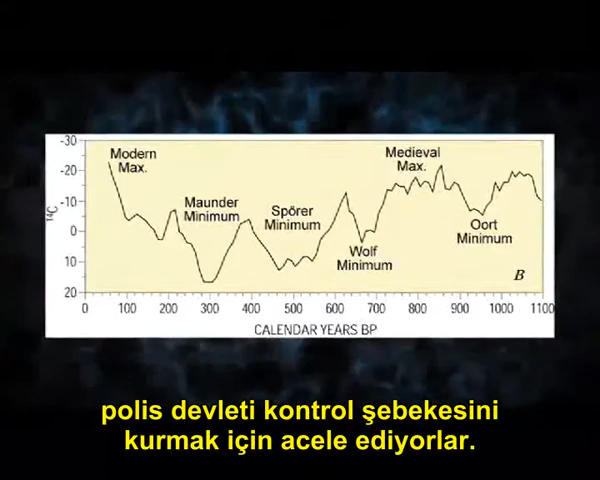 -30
Modern
Max.
Medieval
Max.
-20
-10
Maunder
Minimum
Spörer
Minimum
¹⁴C
0
Oort
Minimum
Wolf
Minimum
10
B
20
0 100 200 300 400 500 600 700 800 900 1000 1100
CALENDAR YEARS BP
polis devleti kontrol şebekesini
kurmak için acele ediyorlar.